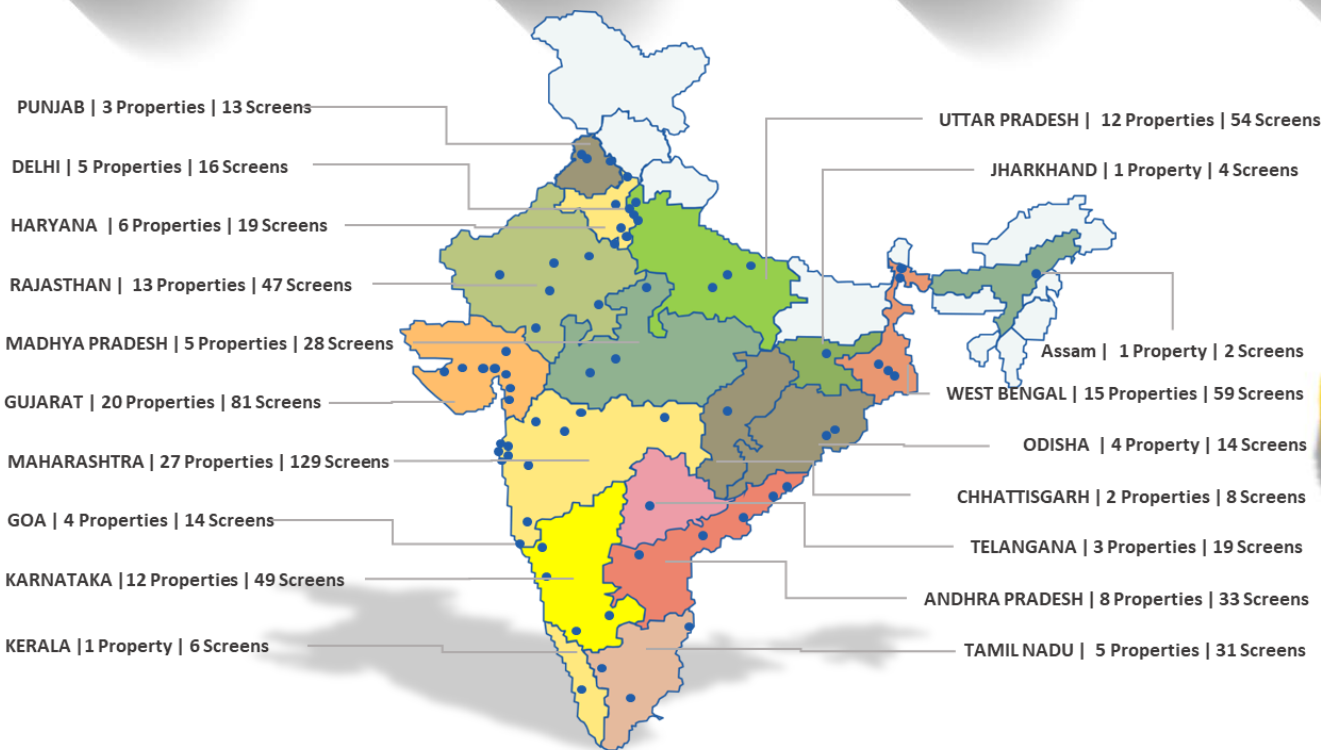 PUNJAB | 3 Properties | 13 Screens
DELHI | 5 Properties | 16 Screens
HARYANA | 6 Properties | 19 Screens
RAJASTHAN | 13 Properties | 47 Screens
MADHYA PRADESH | 5 Properties | 28 Screens
GUJARAT | 20 Properties | 81 Screens
MAHARASHTRA | 27 Properties | 129 Screens
GOA | 4 Properties | 14 Screens
KARNATAKA |12 Properties | 49 Screens
KERALA |1 Property | 6 Screens
UTTAR PRADESH | 12 Properties | 54 Screens
JHARKHAND | 1 Property | 4 Screens
Assam | 1 Property | 2 Screens
WEST BENGAL | 15 Properties | 59 Screens
ODISHA | 4 Property | 14 Screens
CHHATTISGARH | 2 Properties | 8 Screens
TELANGANA | 3 Properties | 19 Screens
ANDHRA PRADESH | 8 Properties | 33 Screens
TAMIL NADU | 5 Properties | 31 Screens